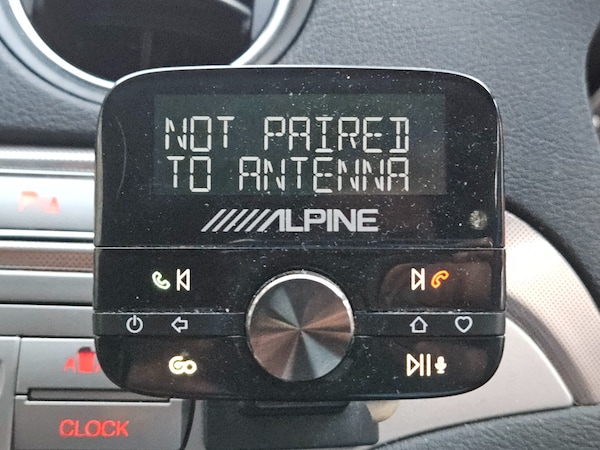 NOT PAIRED
TO ANTENNA
ALPINE
CLOCK